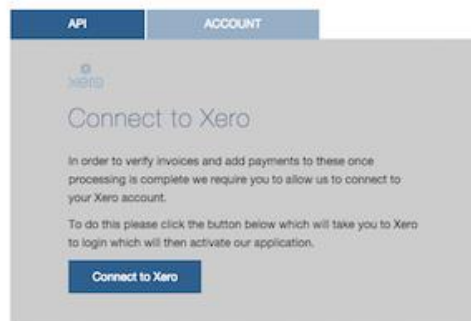 API ACCOUNT
xero
Connect to Xero
In order to verify invoices and add payments to these once
processing is complete we require you to allow us to connect to
your Xero account.
To do this please click the button below which will take you to Xero
to login which will then activate our application.
Connect to Xero